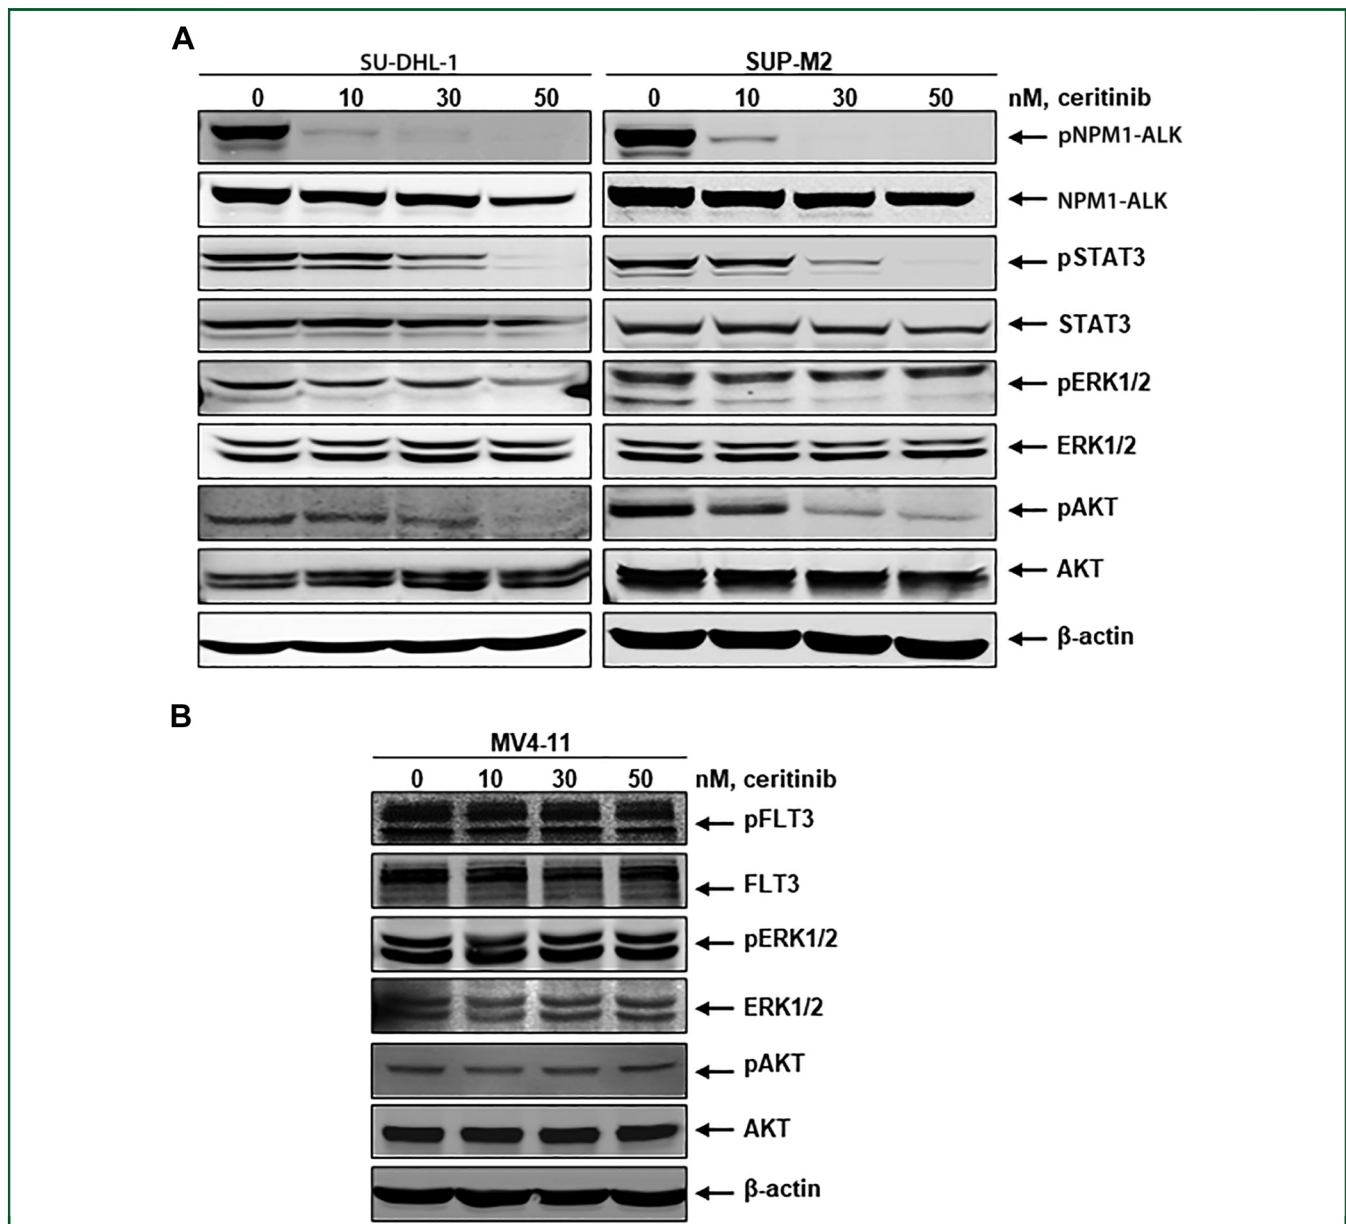 A
SU-DHL-1 SUP-M2
0 10 30 50 0 10 30 50 nM, ceritinib
pNPM1-ALK
NPM1-ALK
pSTAT3
STAT3
pERK1/2
ERK1/2
pAKT
AKT
β-actin
B
MV4-11
0 10 30 50 nM, ceritinib
pFLT3
FLT3
pERK1/2
ERK1/2
pAKT
AKT
β-actin